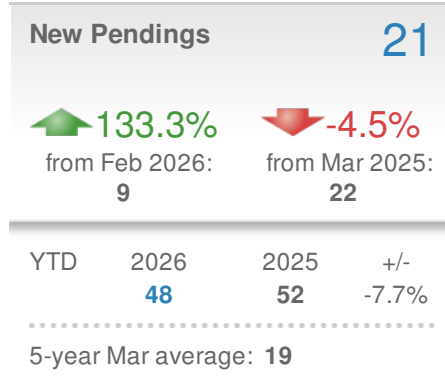 New Pendings 21
133.3% -4.5%
from Feb 2026: from Mar 2025:
9 22
YTD 2026 2025 +/-
48 52 -7.7%
5-year Mar average: 19